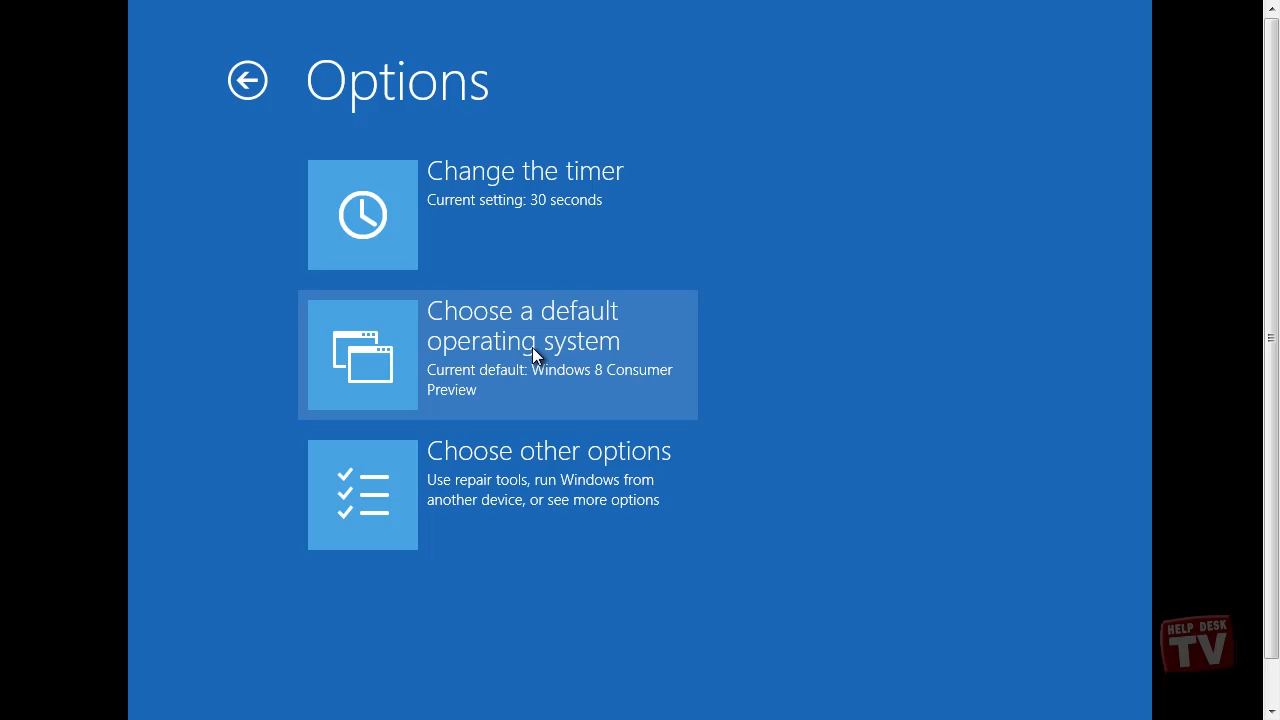 Options
Change the timer
Current setting: 30 seconds
Choose a default
operating system
Current default: Windows 8 Consumer
Preview
Choose other options
Use repair tools, run Windows from
another device, or see more options
HELP DESK
TV